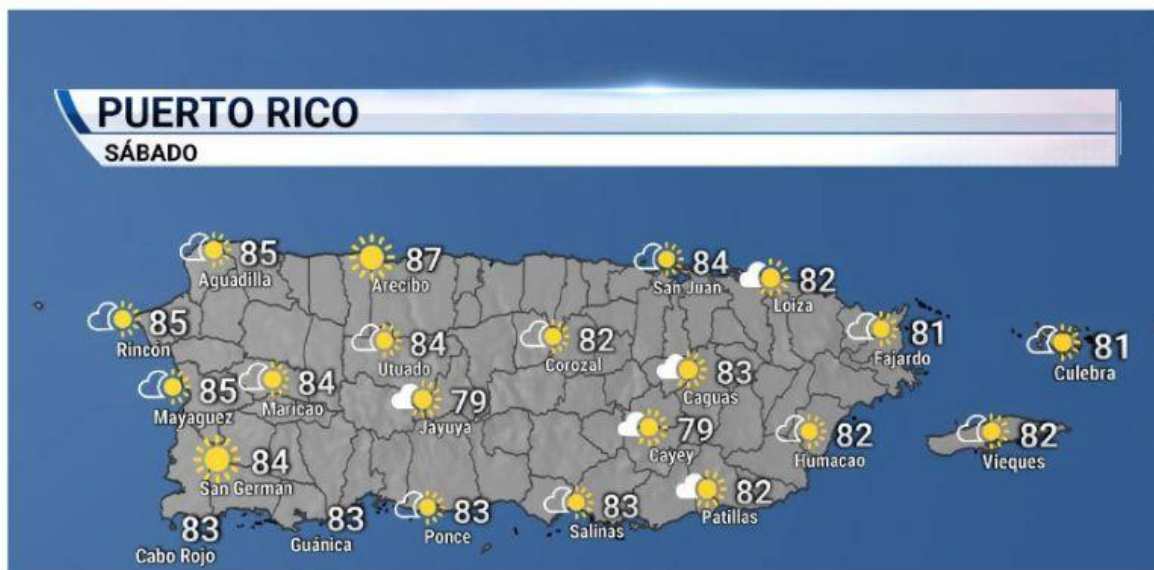 PUERTO RICO
SÁBADO
85
Aguadilla
87
Arecibo
84
San Juan
82
Loiza
85
Rincón
84
Utuado
82
Corozal
81
Fajardo
81
Culebra
85
Mayaguez
84
Maricao
79
Jayuya
83
Caguas
79
Cayey
82
Humacao
82
Vieques
84
San German
83
Cabo Rojo
83
Guánica
83
Ponce
83
Salinas
82
Patillas